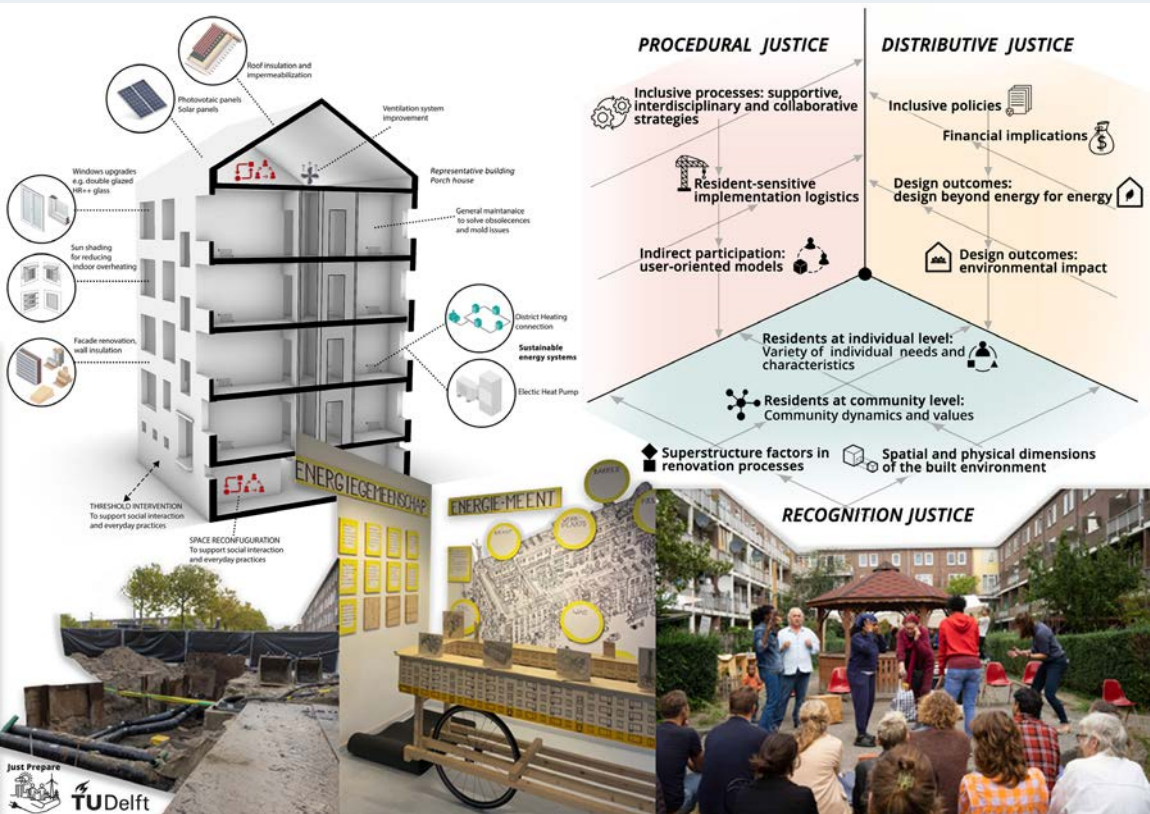 Roof insulation and
impermeabilization
Photovotaic panels
Solar panels
Ventilation system
improvement
Windows upgrades
e.g. double glazed
HR++ glass
Representative building
Porch house
General maintanaice
to solve obsolecences
and mold issues
Sun shading
for reducing
indoor overheating
District Heating
connection
Sustainable
energy systems
Facade renovation,
wall insulation
Electic Heat Pump
THRESHOLD INTERVENTION
To support social interaction
and everyday practices
SPACE RECONFUGURATION
To support social interaction
and everyday practices
PROCEDURAL JUSTICE
Inclusive processes: supportive,
interdisciplinary and collaborative
strategies
Resident-sensitive
implementation logistics
Indirect participation:
user-oriented models
DISTRIBUTIVE JUSTICE
Inclusive policies
Financial implications
Design outcomes:
design beyond energy for energy
Design outcomes:
environmental impact
Residents at individual level:
Variety of individual needs and
characteristics
Residents at community level:
Community dynamics and values
Superstructure factors in
renovation processes
Spatial and physical dimensions
of the built environment
RECOGNITION JUSTICE
ENERGIEGEMEENSCHAP
ENERGIE-MEENT
Just Prepare
TUDelft